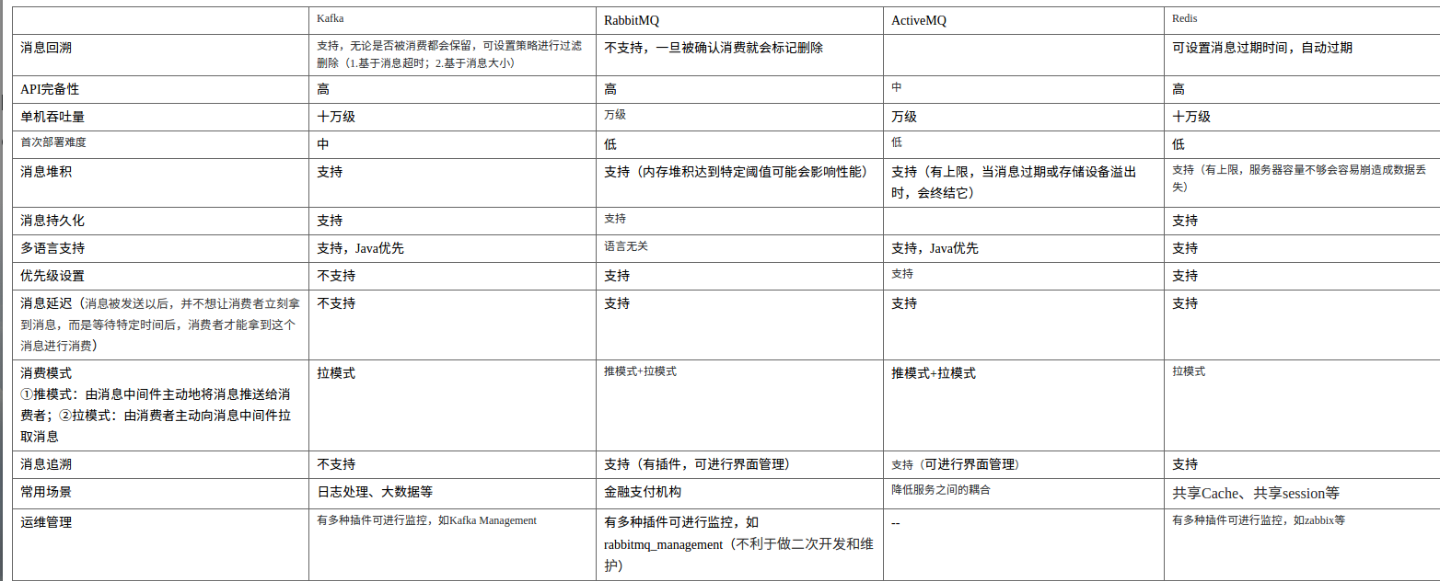 Kafka
RabbitMQ
ActiveMQ
Redis
消息回溯
支持，无论是否被消费都会保留，可设置策略进行过滤
删除（1.基于消息超时；2.基于消息大小）
不支持，一旦被确认消费就会标记删除
可设置消息过期时间，自动过期
API完备性
高
高
中
高
单机吞吐量
十万级
万级
万级
十万级
首次部署难度
中
低
低
低
消息堆积
支持
支持（内存堆积达到特定阈值可能会影响性能）
支持（有上限，当消息过期或存储设备溢出
时，会终结它）
支持（有上限，服务器容量不够会容易崩造成数据丢
失）
消息持久化
支持
支持
支持
多语言支持
支持，Java优先
语言无关
支持，Java优先
支持
优先级设置
不支持
支持
支持
支持
消息延迟（消息被发送以后，并不想让消费者立刻拿
到消息，而是等待特定时间后，消费者才能拿到这个
消息进行消费）
不支持
支持
支持
支持
消费模式
①推模式：由消息中间件主动地将消息推送给消
费者；②拉模式：由消费者主动向消息中间件拉
取消息
拉模式
推模式+拉模式
推模式+拉模式
拉模式
消息追溯
不支持
支持（有插件，可进行界面管理）
支持（可进行界面管理）
支持
常用场景
日志处理、大数据等
金融支付机构
降低服务之间的耦合
共享Cache、共享session等
运维管理
有多种插件可进行监控，如Kafka Management
有多种插件可进行监控，如
rabbitmq_management（不利于做二次开发和维
护）
--
有多种插件可进行监控，如zabbix等